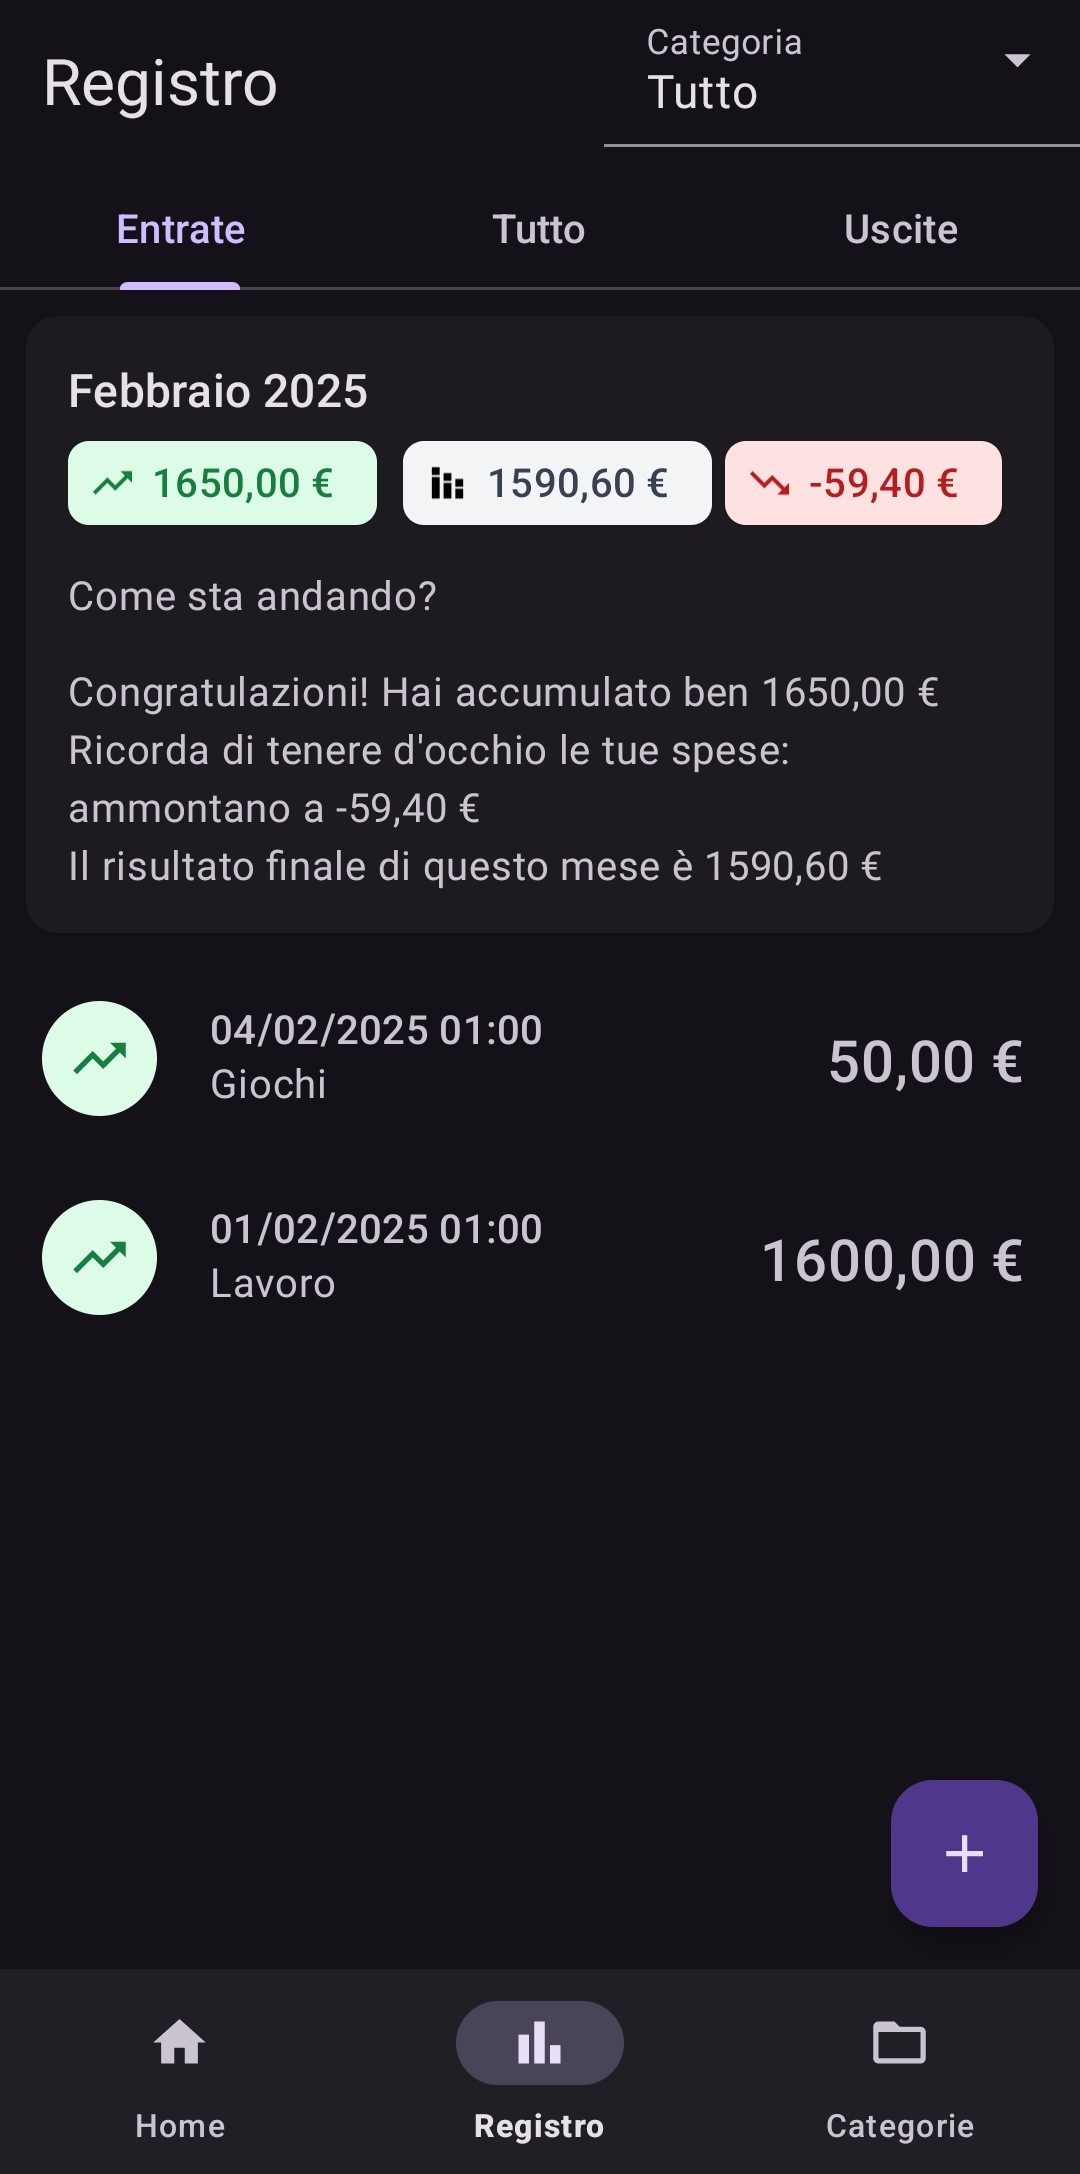 Registro
Categoria
Tutto
Entrate
Tutto
Uscite
Febbraio 2025
1650,00 €
1590,60 €
-59,40 €
Come sta andando?
Congratulazioni! Hai accumulato ben 1650,00 €
Ricorda di tenere d'occhio le tue spese:
ammontano a -59,40 €
Il risultato finale di questo mese è 1590,60 €
04/02/2025 01:00
Giochi
50,00 €
01/02/2025 01:00
Lavoro
1600,00 €
Home
Registro
Categorie